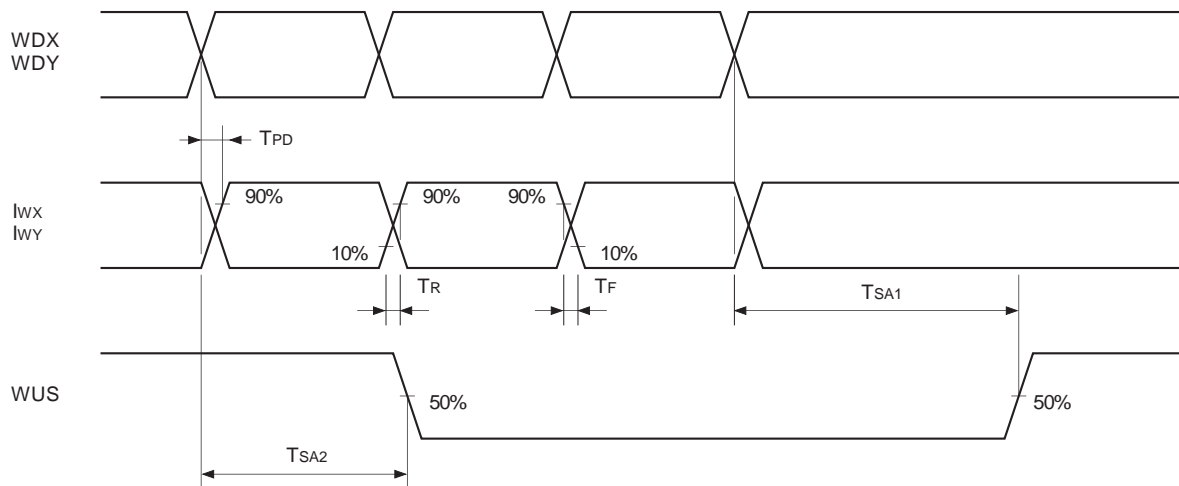 WDX
WDY
TPD
IWX
IWY
90%
90%
90%
10%
10%
TR
TF
TSA1
WUS
50%
50%
TSA2